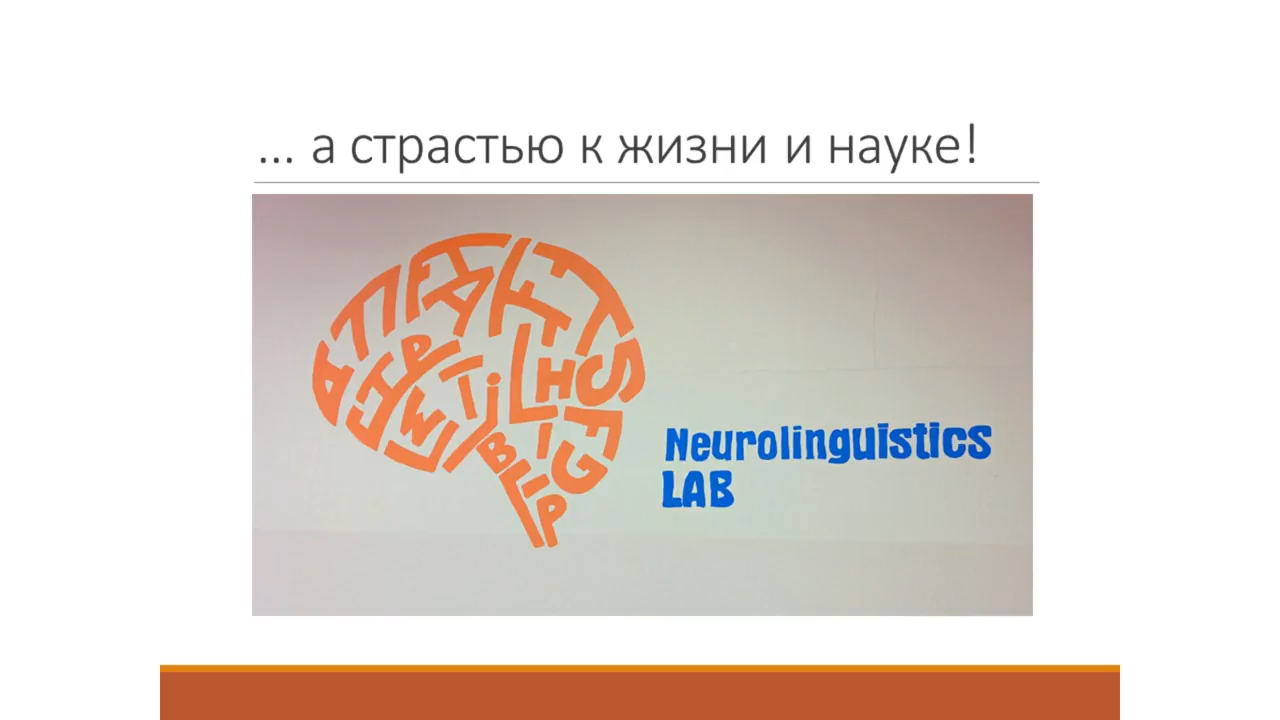 ... а страстью к жизни и науке!
Neurolinguistics
LAB